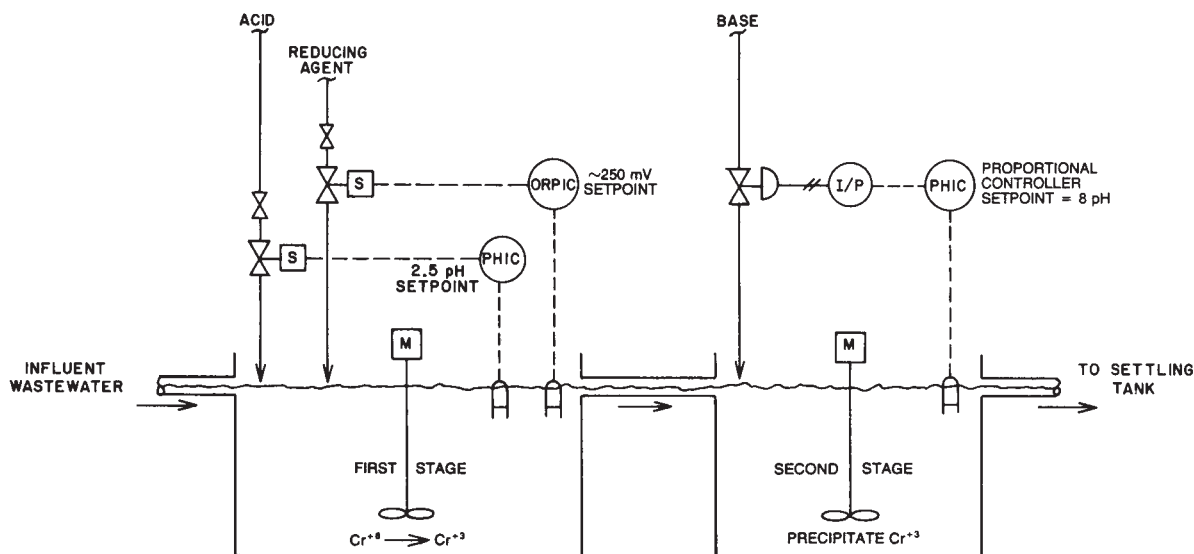 ACID
REDUCING
AGENT
BASE
S
ORPIC
~250 mV
SETPOINT
I/P
PHIC
PROPORTIONAL
CONTROLLER
SETPOINT = 8 pH
S
PHIC
2.5 pH
SETPOINT
M
M
INFLUENT
WASTEWATER
TO SETTLING
TANK
FIRST STAGE
SECOND STAGE
Cr⁺⁶ Cr⁺³
PRECIPITATE Cr⁺³